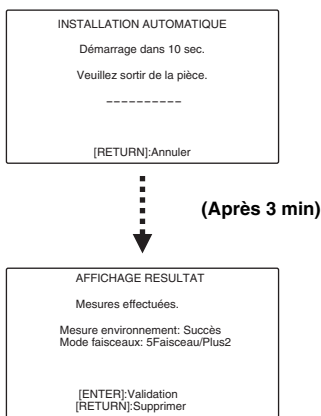 INSTALLATION AUTOMATIQUE
Démarrage dans 10 sec.
Veuillez sortir de la pièce.
----------
[RETURN]:Annuler
(Après 3 min)
AFFICHAGE RESULTAT
Mesures effectuées.
Mesure environnement: Succès
Mode faisceaux: 5Faisceau/Plus2
[ENTER]:Validation
[RETURN]:Supprimer